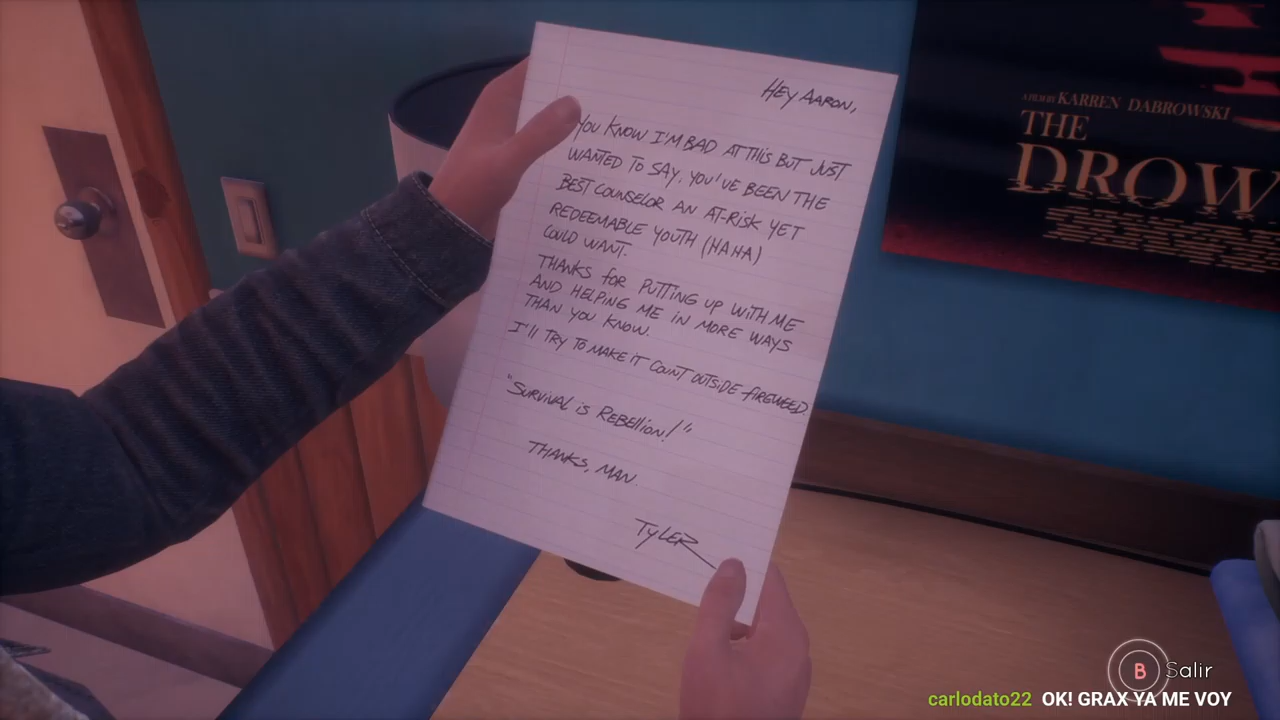 HEY AARON,
YOU KNOW I'M BAD AT THIS BUT JUST
WANTED TO SAY. YOU'VE BEEN THE
BEST COUNSELOR AN AT-RISK YET
REDEEMABLE YOUTH (HAHA)
COULD WANT.
THANKS FOR PUTTING UP WITH ME
AND HELPING ME IN MORE WAYS
THAN YOU KNOW.
I'LL TRY TO MAKE IT COUNT OUTSIDE FIREWEED.
"SURVIVAL IS REBELLION!"
THANKS, MAN.
TYLER
A FILM BY KARREN DABROWSKI
THE
DROW
B Salir
carlodato22 OK! GRAX YA ME VOY